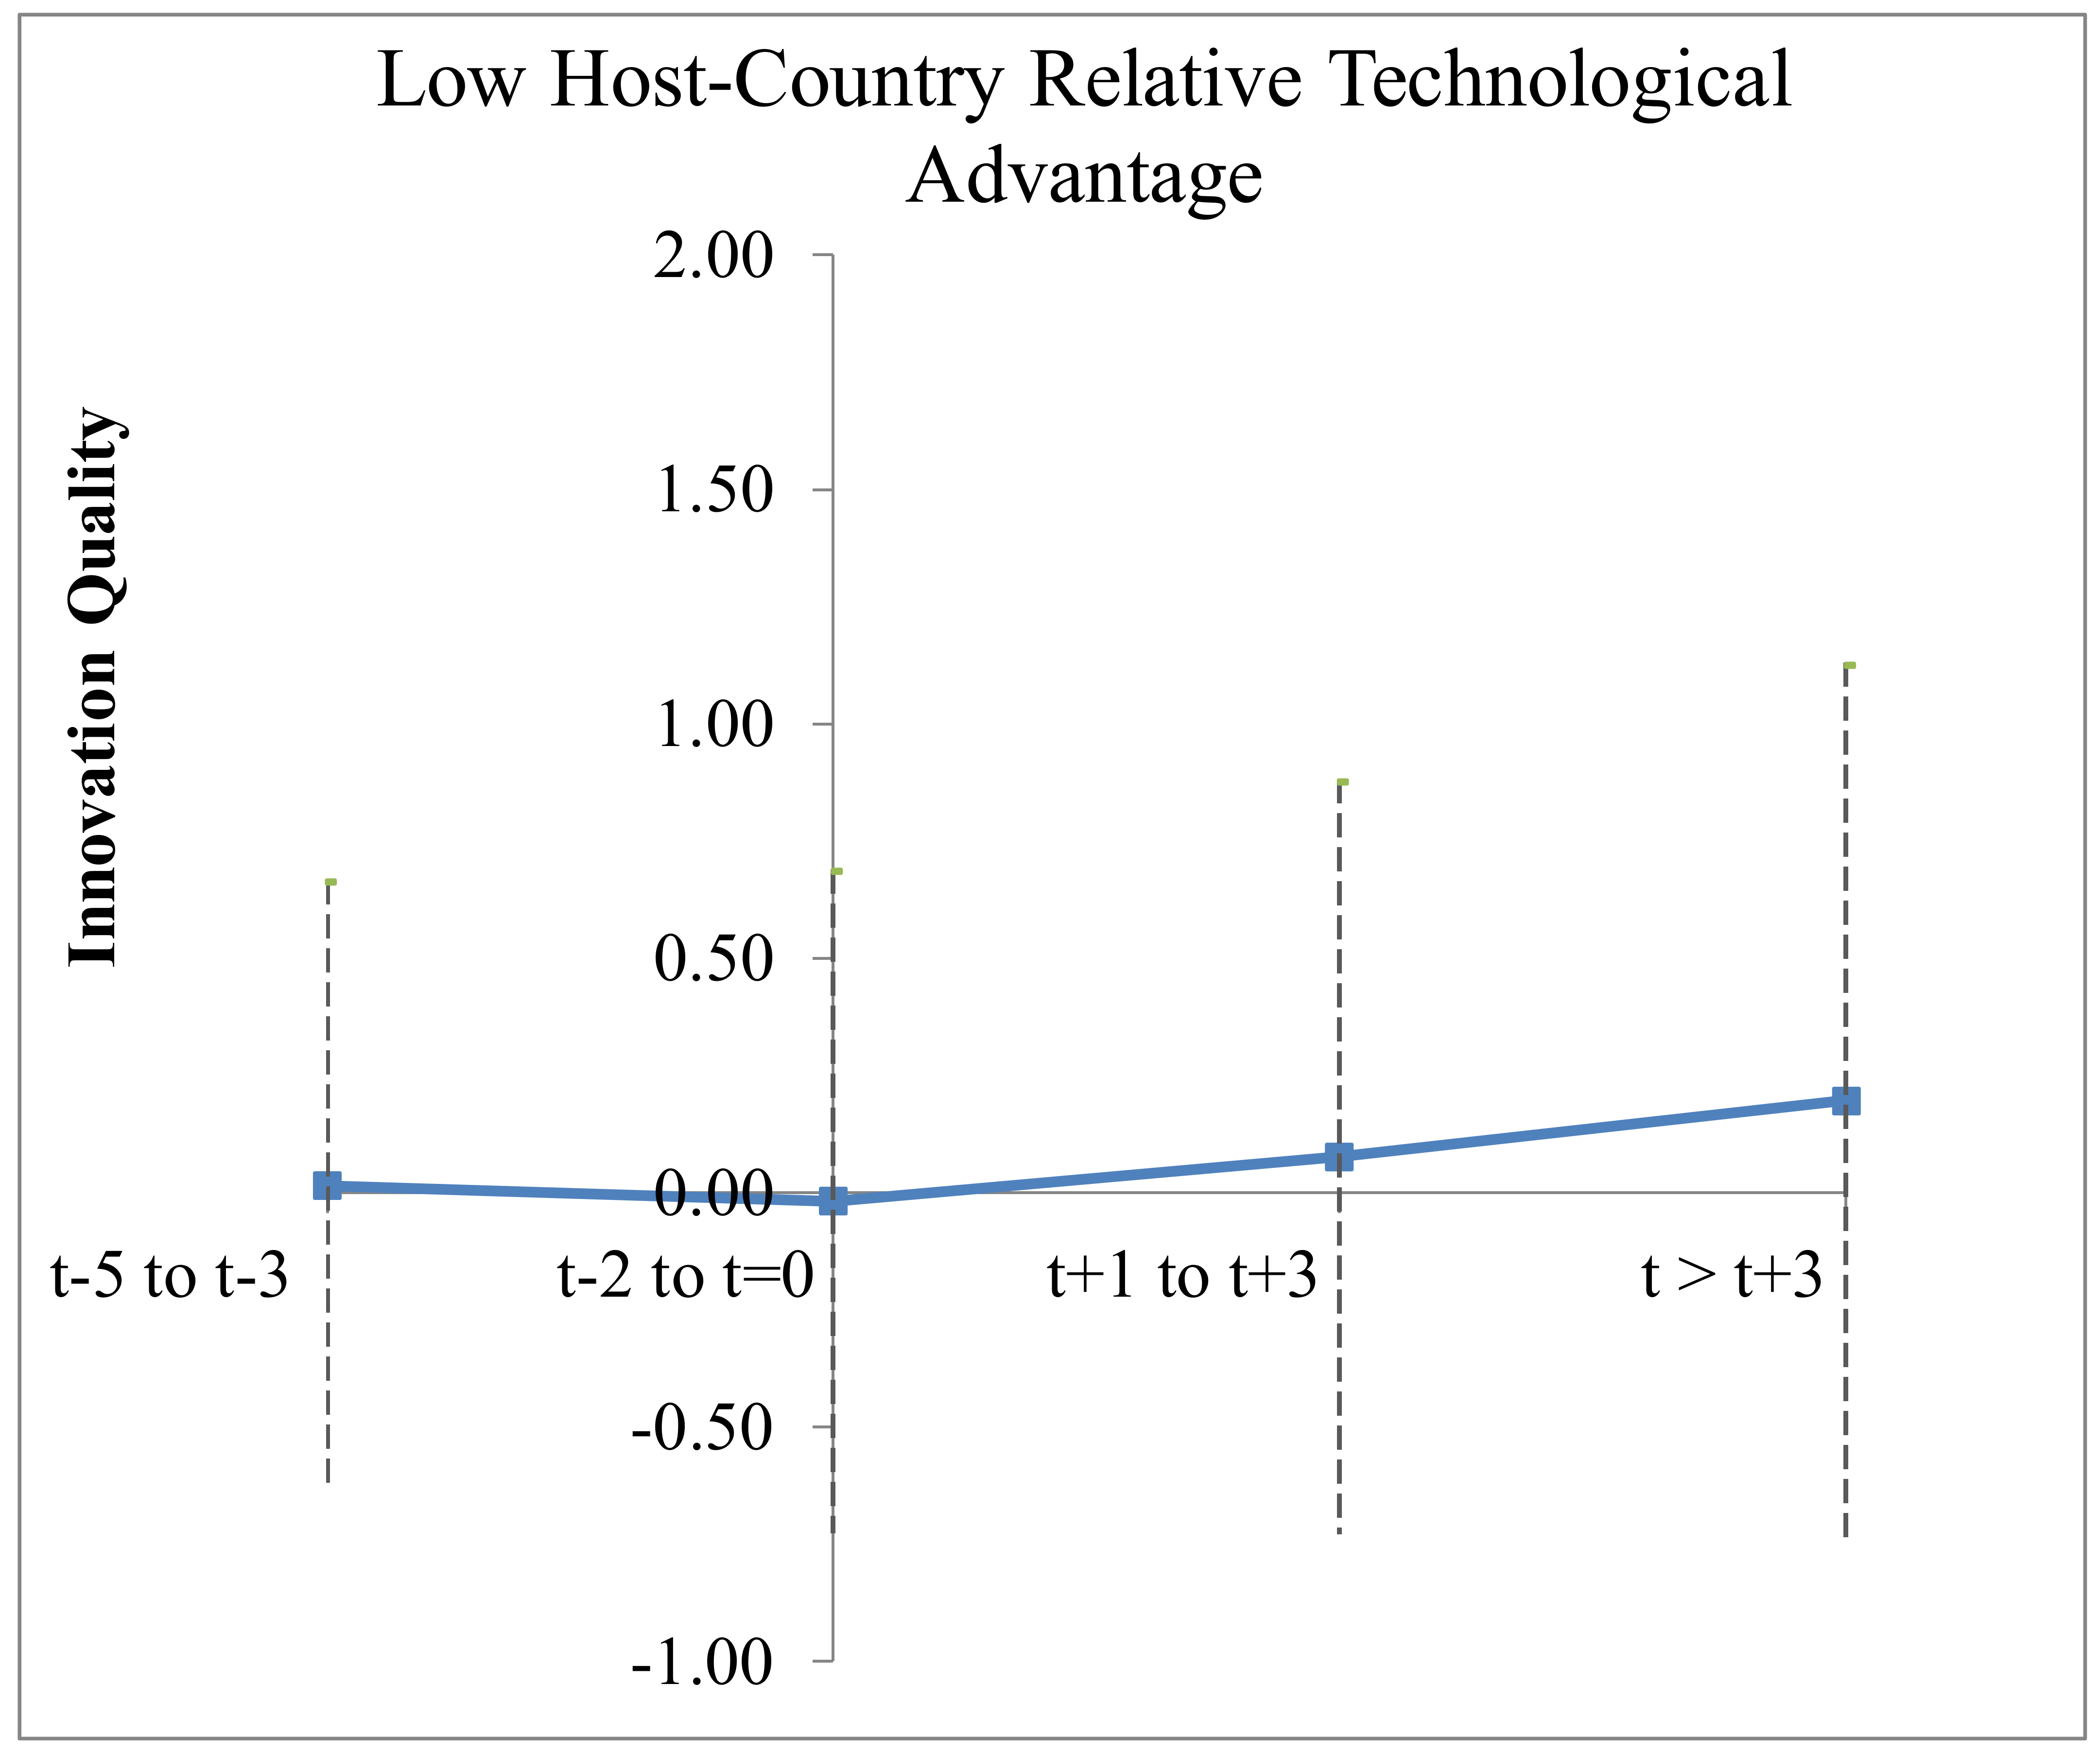 Low Host-Country Relative Technological
Advantage
Innovation Quality
2.00
1.50
1.00
0.50
0.00
t-5 to t-3
t-2 to t=0
t+1 to t+3
t > t+3
-0.50
-1.00